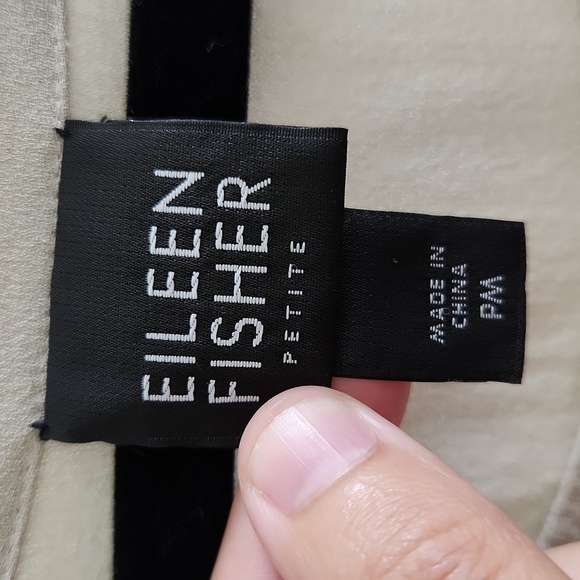 EILEEN
FISHER
PETITE
MADE IN
CHINA
PM